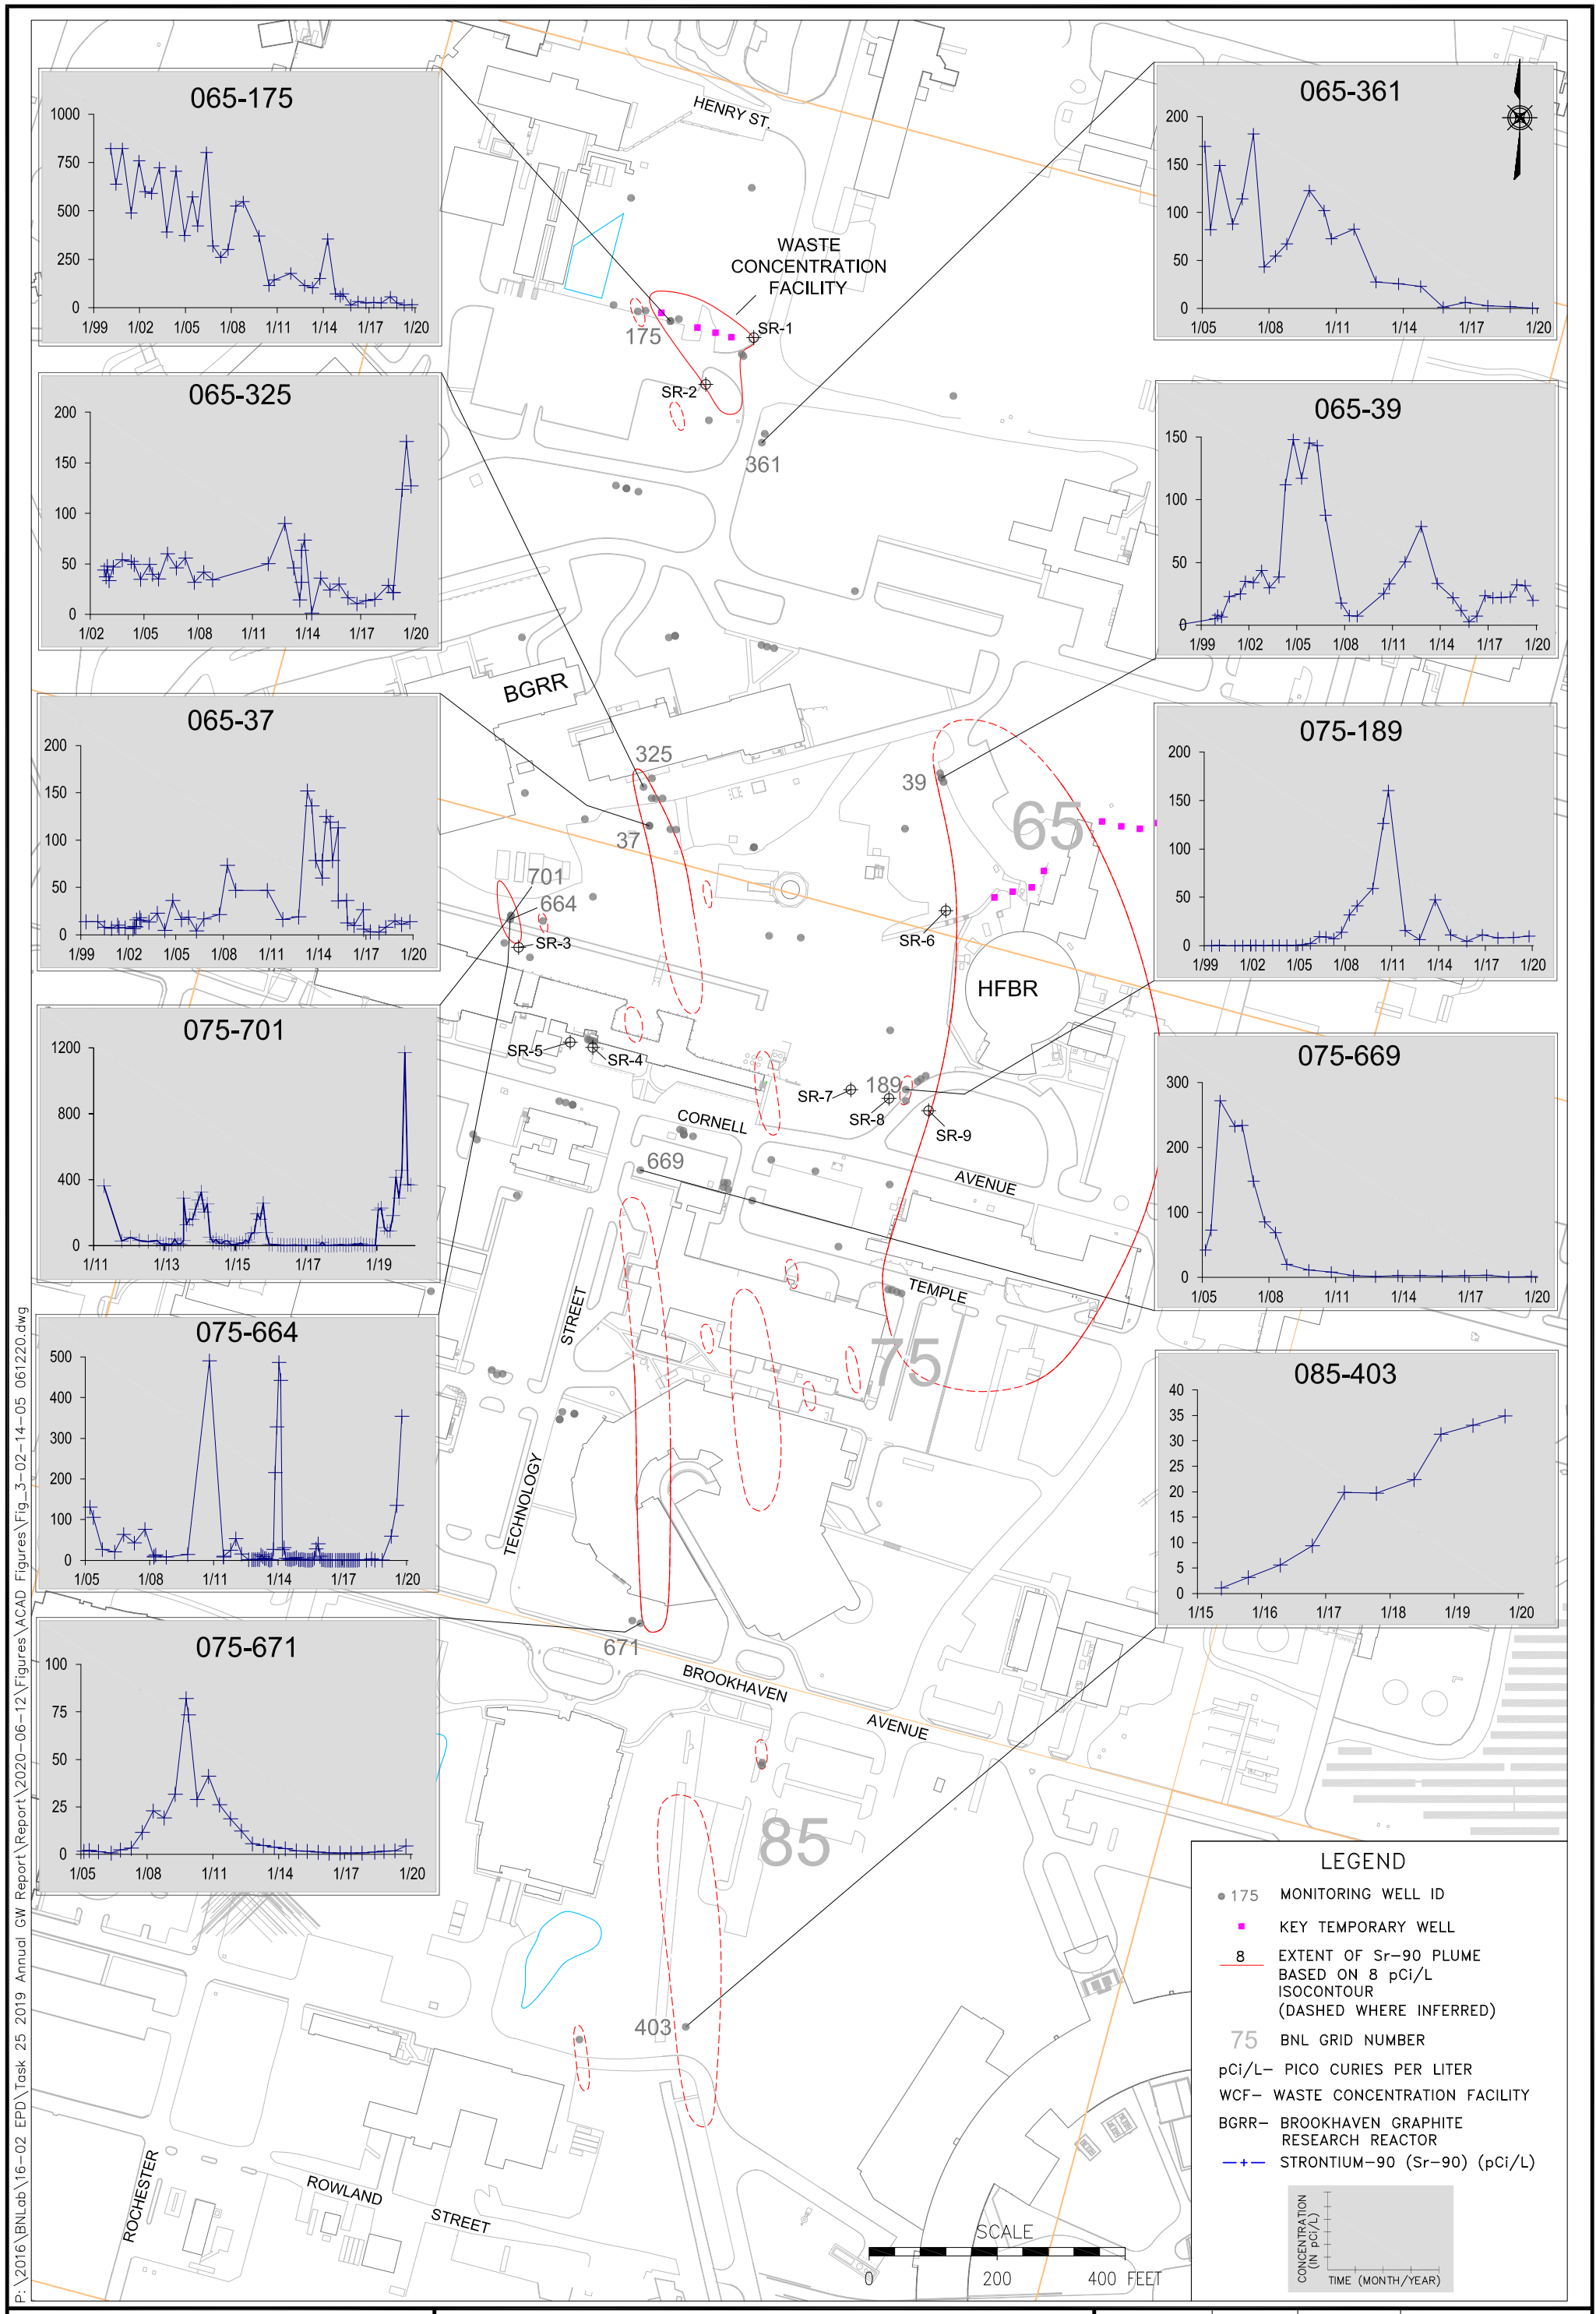 065-175
1000
750
500
250
0
1/99 1/02 1/05 1/08 1/11 1/14 1/17 1/20
065-325
200
150
100
50
0
1/02 1/05 1/08 1/11 1/14 1/17 1/20
065-37
200
150
100
50
0
1/99 1/02 1/05 1/08 1/11 1/14 1/17 1/20
075-701
1200
800
400
0
1/11 1/13 1/15 1/17 1/19
075-664
500
400
300
200
100
0
1/05 1/08 1/11 1/14 1/17 1/20
075-671
100
75
50
25
0
1/05 1/08 1/11 1/14 1/17 1/20
065-361
200
150
100
50
0
1/05 1/08 1/11 1/14 1/17 1/20
065-39
150
100
50
0
1/99 1/02 1/05 1/08 1/11 1/14 1/17 1/20
075-189
200
150
100
50
0
1/99 1/02 1/05 1/08 1/11 1/14 1/17 1/20
075-669
300
200
100
0
1/05 1/08 1/11 1/14 1/17 1/20
085-403
40
35
30
25
20
15
10
5
0
1/15 1/16 1/17 1/18 1/19 1/20
HENRY ST.
WASTE
CONCENTRATION
FACILITY
175
SR-1
SR-2
361
BGRR
325
39
65
37
701
664
SR-3
SR-6
HFBR
SR-5
SR-4
SR-7
189
SR-8
SR-9
CORNELL
AVENUE
669
TEMPLE
STREET
75
TECHNOLOGY
671
BROOKHAVEN
AVENUE
85
403
ROCHESTER
ROWLAND
STREET
SCALE
0 200 400 FEET
LEGEND
175 MONITORING WELL ID
KEY TEMPORARY WELL
8 EXTENT OF Sr-90 PLUME
BASED ON 8 pCi/L
ISOCONTOUR
(DASHED WHERE INFERRED)
75 BNL GRID NUMBER
pCi/L- PICO CURIES PER LITER
WCF- WASTE CONCENTRATION FACILITY
BGRR- BROOKHAVEN GRAPHITE
RESEARCH REACTOR
STRONTIUM-90 (Sr-90) (pCi/L)
CONCENTRATION
(IN pCi/L)
TIME (MONTH/YEAR)
P:\2016\BNLab\16-02 EPD\Task 25 2019 Annual GW Report\Report\2020-06-12\Figures\ACAD Figures\Fig_3-02-14-05 061220.dwg